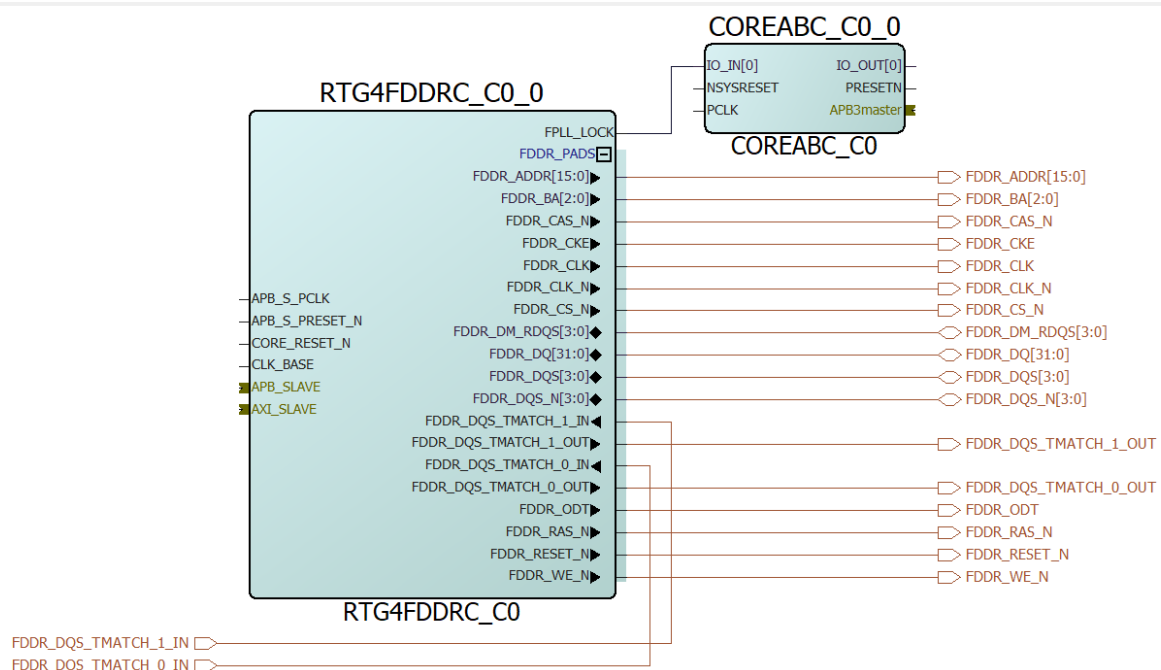 COREABC_C0_0
IO_IN[0]
IO_OUT[0]
NSYSRESET
PRESETN
PCLK
APB3master
COREABC_C0
RTG4FDDRC_C0_0
FPLL_LOCK
FDDR_PADS
FDDR_ADDR[15:0]
FDDR_BA[2:0]
FDDR_CAS_N
FDDR_CKE
FDDR_CLK
FDDR_CLK_N
FDDR_CS_N
FDDR_DM_RDQS[3:0]
FDDR_DQ[31:0]
FDDR_DQS[3:0]
FDDR_DQS_N[3:0]
FDDR_DQS_TMATCH_1_IN
FDDR_DQS_TMATCH_1_OUT
FDDR_DQS_TMATCH_0_IN
FDDR_DQS_TMATCH_0_OUT
FDDR_ODT
FDDR_RAS_N
FDDR_RESET_N
FDDR_WE_N
APB_S_PCLK
APB_S_PRESET_N
CORE_RESET_N
CLK_BASE
APB_SLAVE
AXI_SLAVE
RTG4FDDRC_C0
FDDR_ADDR[15:0]
FDDR_BA[2:0]
FDDR_CAS_N
FDDR_CKE
FDDR_CLK
FDDR_CLK_N
FDDR_CS_N
FDDR_DM_RDQS[3:0]
FDDR_DQ[31:0]
FDDR_DQS[3:0]
FDDR_DQS_N[3:0]
FDDR_DQS_TMATCH_1_OUT
FDDR_DQS_TMATCH_0_OUT
FDDR_ODT
FDDR_RAS_N
FDDR_RESET_N
FDDR_WE_N
FDDR_DQS_TMATCH_1_IN
FDDR_DQS_TMATCH_0_IN